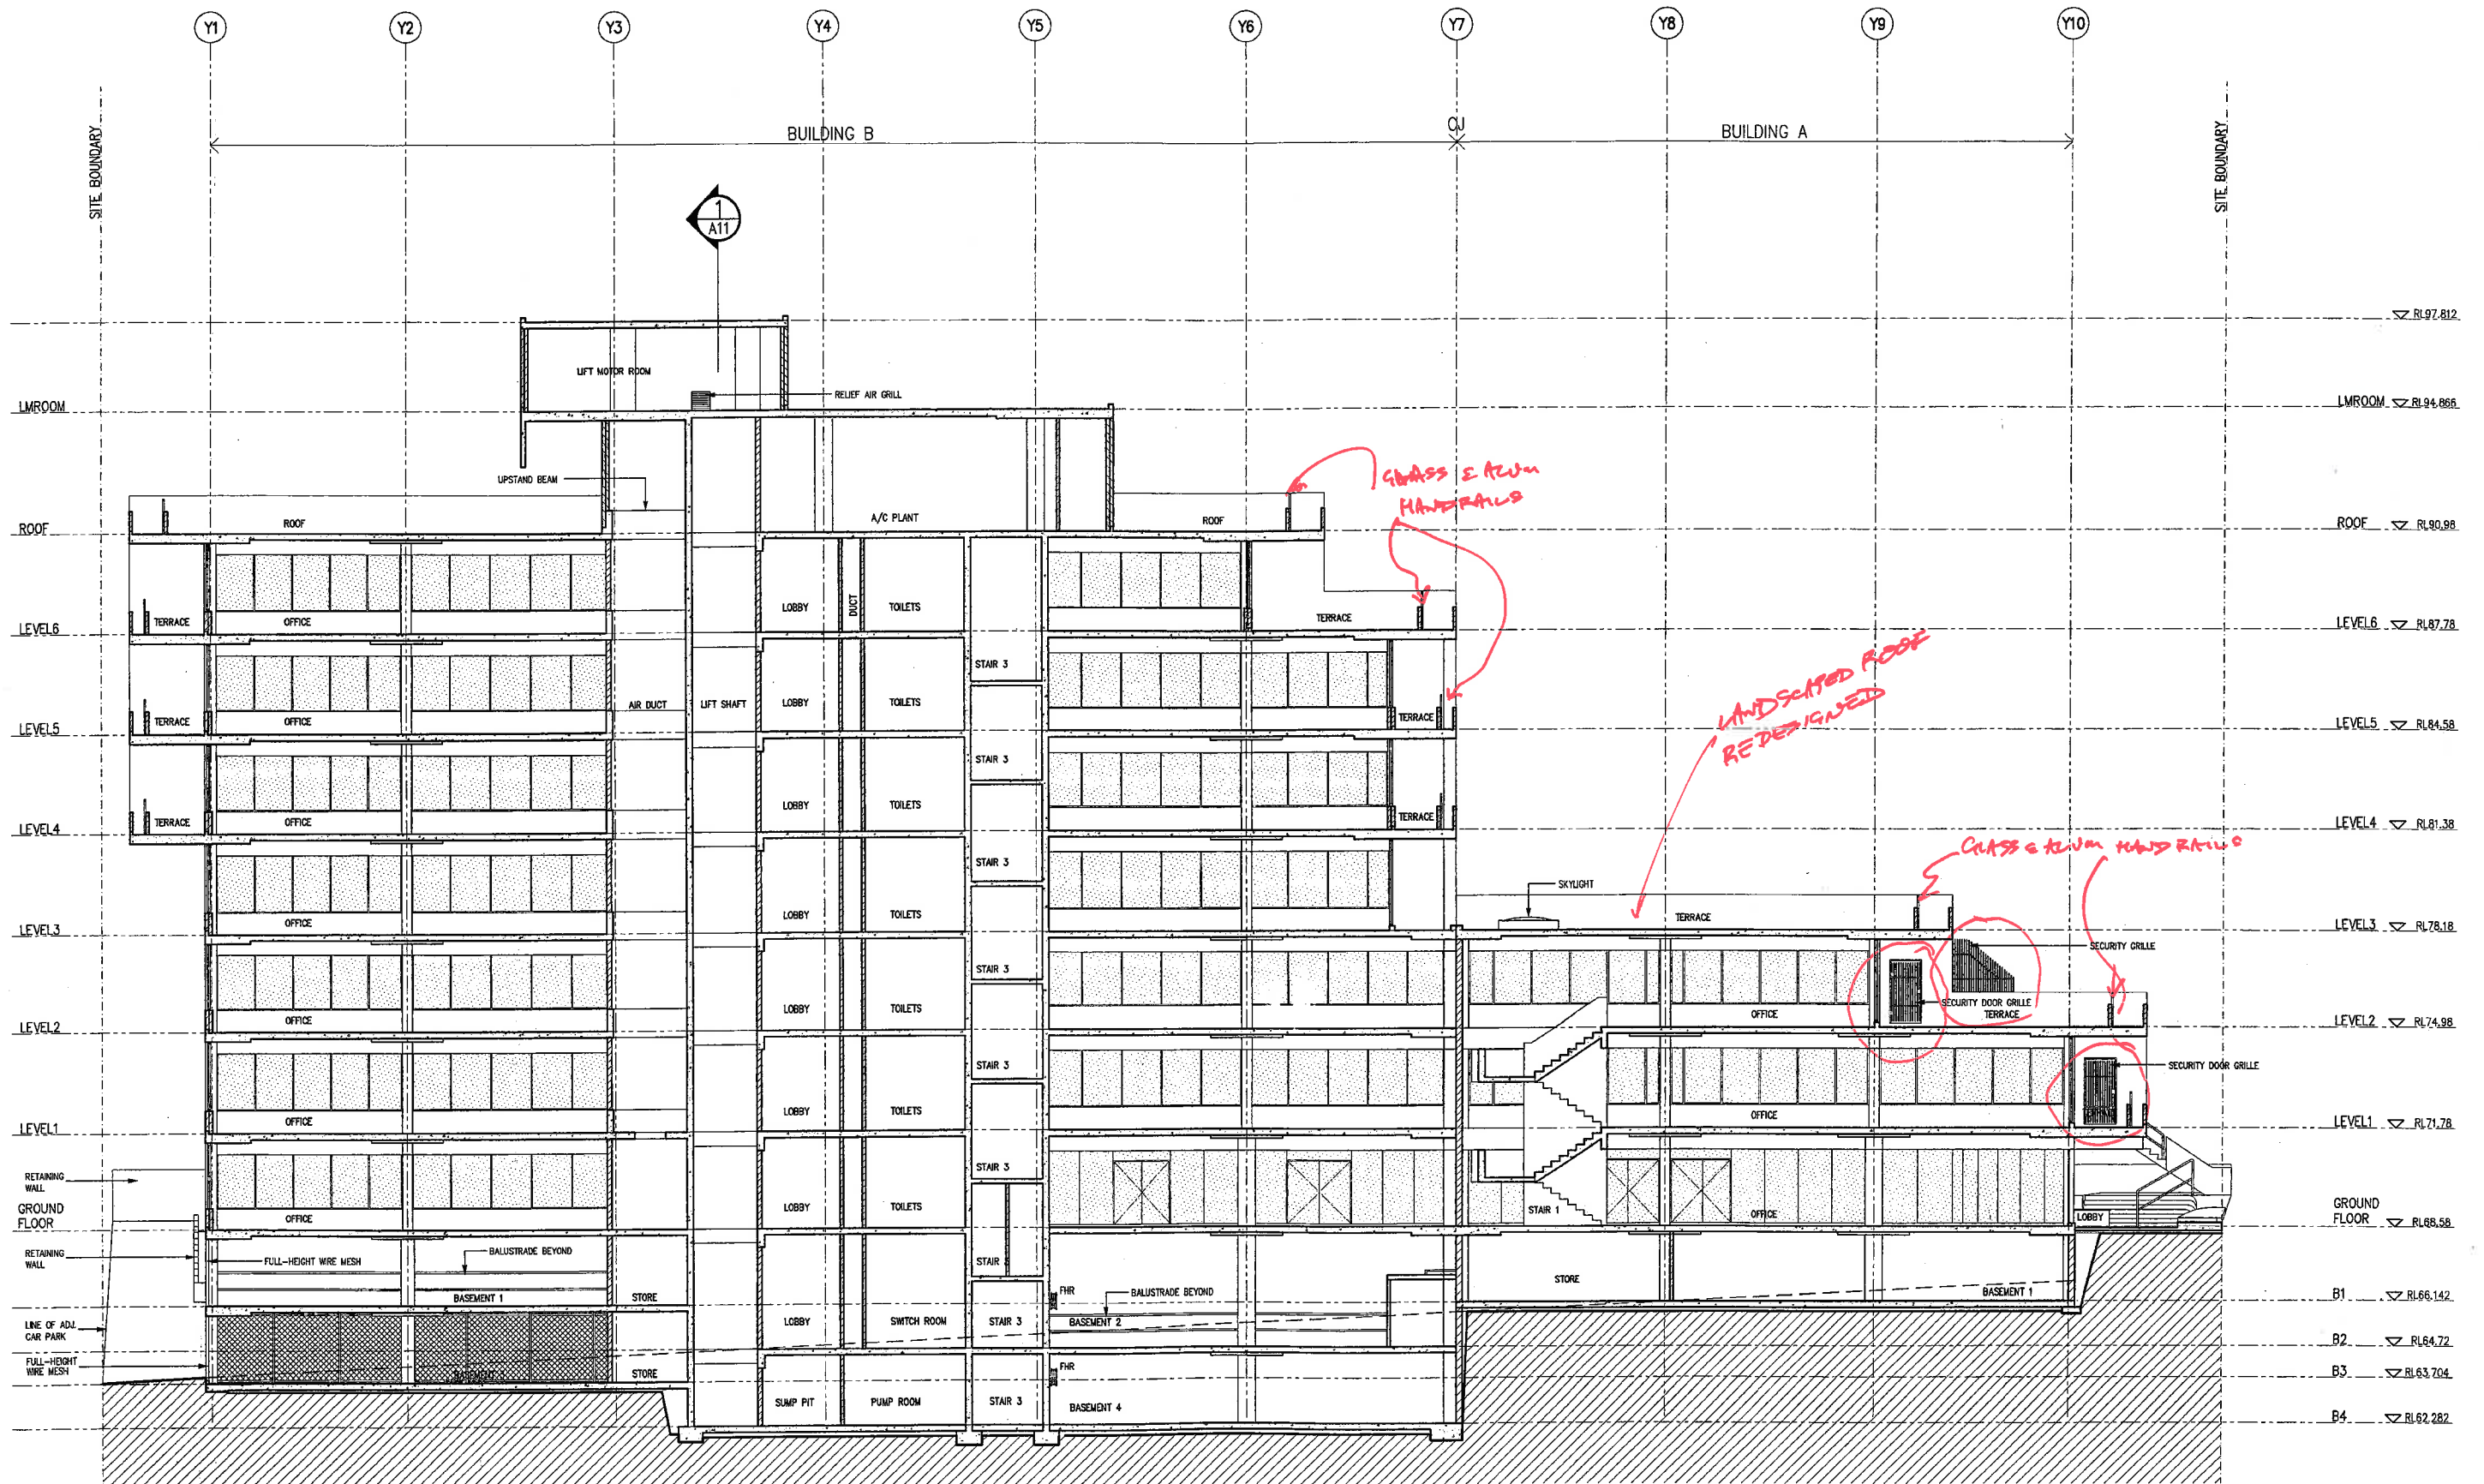 Y1 Y2 Y3 Y4 Y5 Y6 Y7 Y8 Y9 Y10
SITE BOUNDARY
SITE BOUNDARY
BUILDING B
CJ
BUILDING A
1
A11
RL97.812
LIFT MOTOR ROOM
RELIEF AIR GRILL
LMROOM
LMROOM RL94.866
UPSTAND BEAM
GLASS & ALUM
HANDRAILS
ROOF
ROOF
A/C PLANT
ROOF
ROOF RL90.98
LOBBY
DUCT
TOILETS
TERRACE
OFFICE
TERRACE
LEVEL6
LEVEL6 RL87.78
STAIR 3
LANDSCAPED ROOF
REDESIGNED
AIR DUCT
LIFT SHAFT
LOBBY
TOILETS
TERRACE
OFFICE
TERRACE
LEVEL5
LEVEL5 RL84.58
STAIR 3
LOBBY
TOILETS
TERRACE
OFFICE
TERRACE
LEVEL4
LEVEL4 RL81.38
GLASS & ALUM HANDRAILS
STAIR 3
SKYLIGHT
LOBBY
TOILETS
TERRACE
OFFICE
LEVEL3
LEVEL3 RL78.18
SECURITY GRILLE
STAIR 3
SECURITY DOOR GRILLE
LOBBY
TOILETS
OFFICE
TERRACE
OFFICE
LEVEL2
LEVEL2 RL74.98
STAIR 3
SECURITY DOOR GRILLE
LOBBY
TOILETS
OFFICE
OFFICE
LEVEL1
LEVEL1 RL71.78
STAIR 3
RETAINING
WALL
LOBBY
TOILETS
STAIR 1
OFFICE
LOBBY
OFFICE
GROUND
FLOOR
GROUND
FLOOR RL68.58
RETAINING
WALL
FULL-HEIGHT WIRE MESH
BALUSTRADE BEYOND
STAIR
STORE
BASEMENT 1
STORE
FHR
BALUSTRADE BEYOND
BASEMENT 1
B1 RL66.142
LINE OF ADJ.
CAR PARK
LOBBY
SWITCH ROOM
STAIR 3
BASEMENT 2
B2 RL64.72
FULL-HEIGHT
WIRE MESH
STORE
FHR
B3 RL63.704
SUMP PIT
PUMP ROOM
STAIR 3
BASEMENT 4
B4 RL62.282